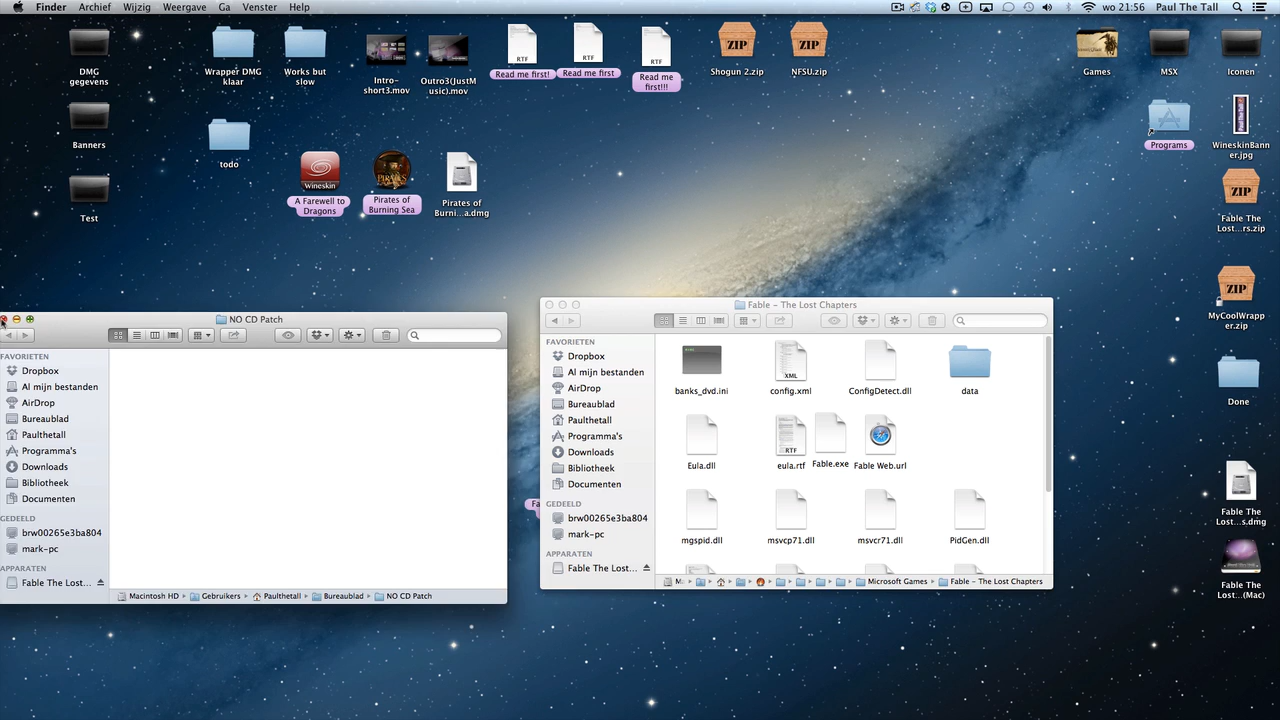 Finder Archief Wijzig Weergave Ga Venster Help wo 21:56 Paul The Tall
DMG
gegevens
Wrapper DMG
klaar
Works but
slow
Intro-
short3.mov
Outro3(JustM
usic).mov
Read me first!
Read me first
Read me
first!!!
Shogun 2.zip
NFSU.zip
Games
MSX
Iconen
Banners
todo
Programs
WineskinBann
er.jpg
Test
Wineskin
A Farewell to
Dragons
Pirates of
Burning Sea
Pirates of
Burni...a.dmg
ZIP
ZIP
ZIP
ZIP
RTF
RTF
RTF
Fable The
Lost...rs.zip
MyCoolWrapp
er.zip
Done
Fable The
Lost...s.dmg
Fable The
Lost...(Mac)
NO CD Patch
FAVORIETEN
Dropbox
Al mijn bestanden
AirDrop
Bureaublad
Paulthetall
Programma's
Downloads
Bibliotheek
Documenten
GEDEELD
brw00265e3ba804
mark-pc
APPARATEN
Fable The Lost...
Macintosh HD Gebruikers Paulthetall Bureaublad NO CD Patch
Fable - The Lost Chapters
FAVORIETEN
Dropbox
Al mijn bestanden
AirDrop
Bureaublad
Paulthetall
Programma's
Downloads
Bibliotheek
Documenten
GEDEELD
brw00265e3ba804
mark-pc
APPARATEN
Fable The Lost...
XML
banks_dvd.ini config.xml ConfigDetect.dll data
RTF
Eula.dll eula.rtf Fable.exe Fable Web.url
mgspid.dll msvcp71.dll msvcr71.dll PidGen.dll
Microsoft Games Fable - The Lost Chapters